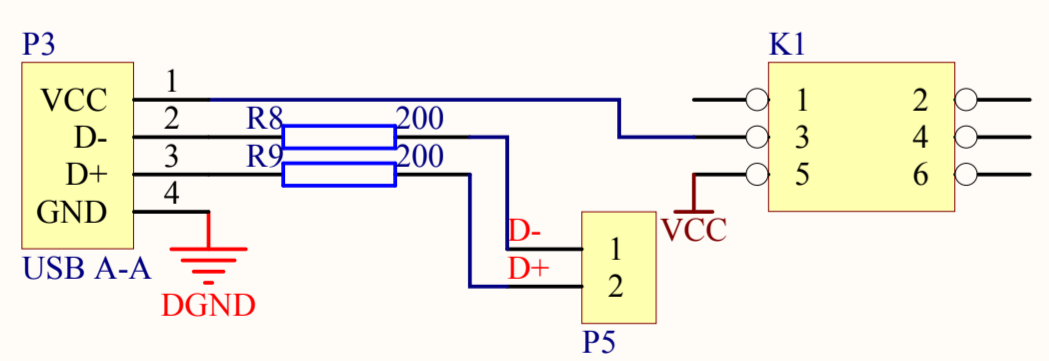 P3
K1
VCC
1
1
2
D-
2
R8
200
3
4
D+
3
R9
200
5
6
GND
4
D-
1
VCC
USB A-A
D+
2
DGND
P5